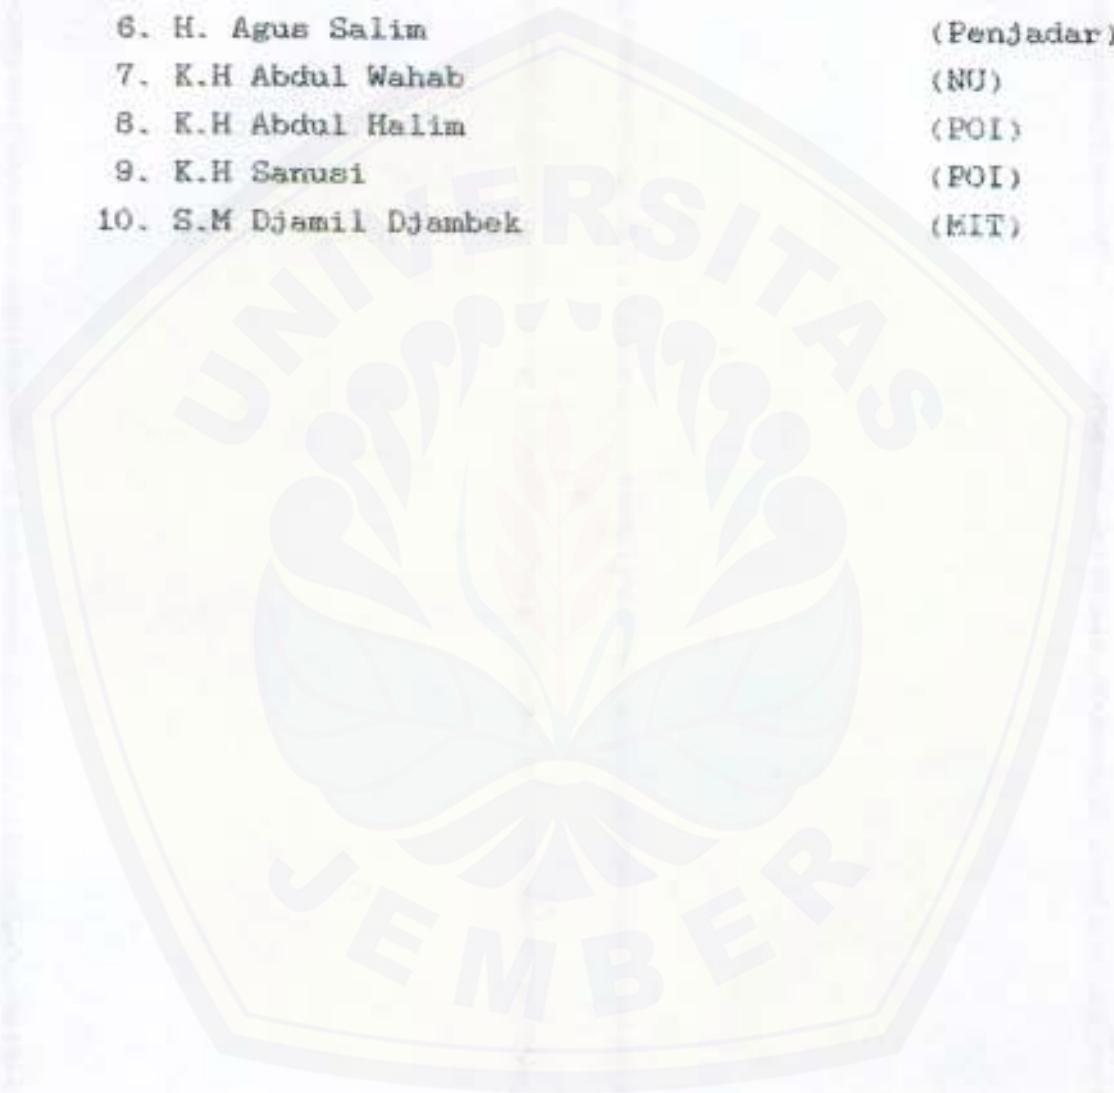 6. H. Agus Salim (Penjadar)
7. K.H Abdul Wahab (NU)
8. K.H Abdul Halim (POI)
9. K.H Sanusi (POI)
10. S.M Djamil Djambek (MIT)
UNIVERSITAS
JEMBER